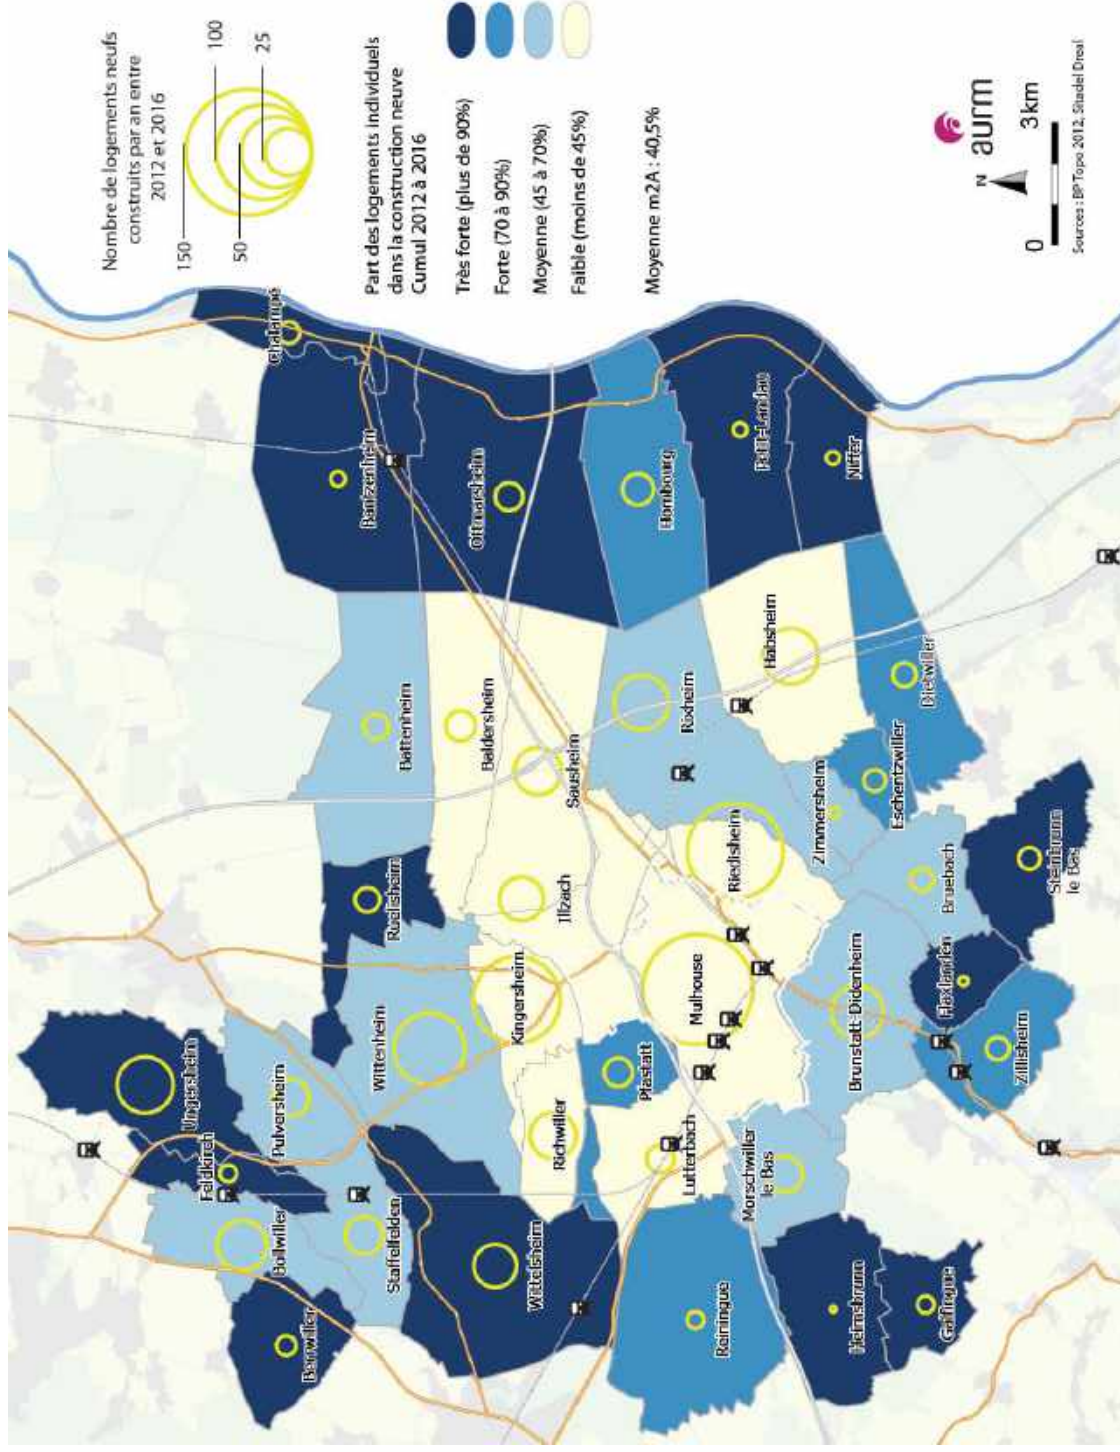 Nombre de logements neufs
construits par an entre
2012 et 2016
150
100
50
25
Part des logements individuels
dans la construction neuve
Cumul 2012 à 2016
Très forte (plus de 90%)
Forte (70 à 90%)
Moyenne (45 à 70%)
Faible (moins de 45%)
Moyenne m2A : 40,5%
aurm
N
0
3km
Sources : BP Topo 2012, Sitadel Dreal
Ungersheim
Feldkirch
Bollwiller
Berrwiller
Pulversheim
Staffelfelden
Wittelsheim
Wittenheim
Ruelisheim
Battenheim
Bantzenheim
Chalampé
Ottmarsheim
Baldersheim
Sausheim
Illzach
Kingersheim
Richwiller
Pfastatt
Lutterbach
Reiningue
Morschwiller
le Bas
Mulhouse
Riedisheim
Rixheim
Hombourg
Petit-Landau
Niffer
Habsheim
Dietwiller
Eschentzwiller
Zimmersheim
Bruebach
Brunstatt-Didenheim
Flaxlanden
Zillisheim
Steinbrunn
le Bas
Heimsbrunn
Galfingue